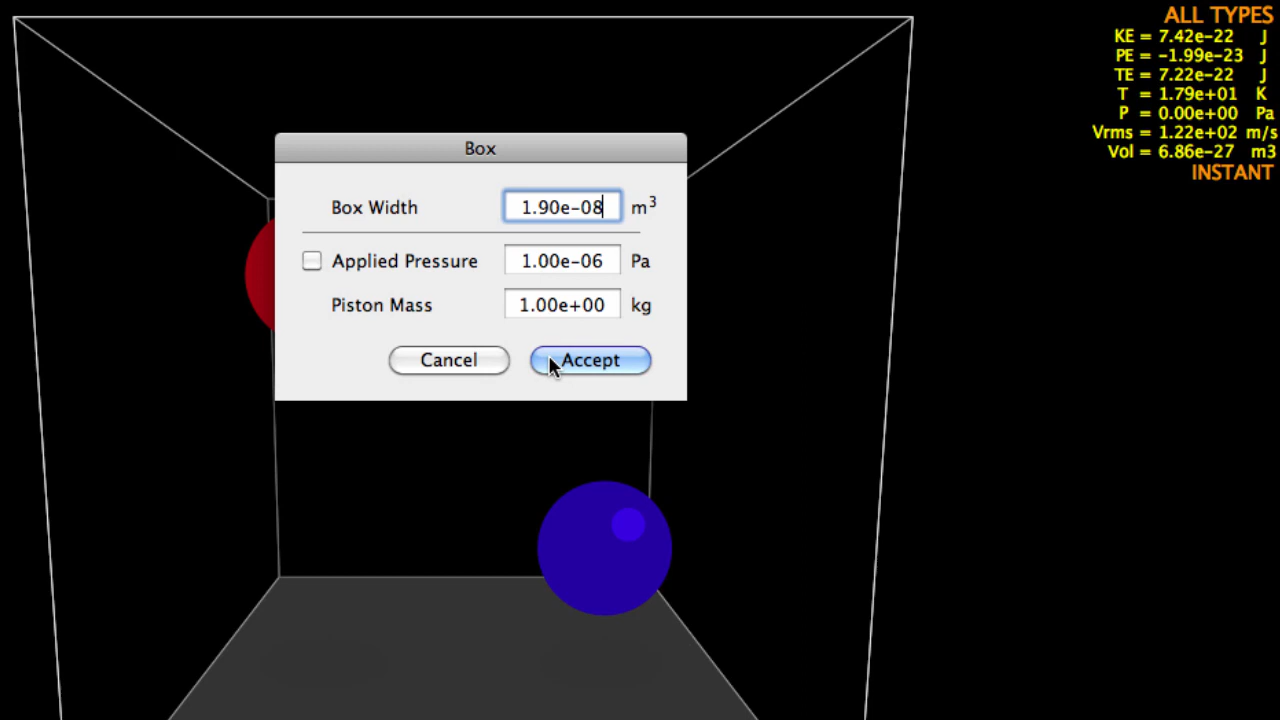 ALL TYPES
KE = 7.42e-22 J
PE = -1.99e-23 J
TE = 7.22e-22 J
T = 1.79e+01 K
P = 0.00e+00 Pa
Vrms = 1.22e+02 m/s
Vol = 6.86e-27 m3
INSTANT
Box
Box Width 1.90e-08 m³
Applied Pressure 1.00e-06 Pa
Piston Mass 1.00e+00 kg
Cancel Accept